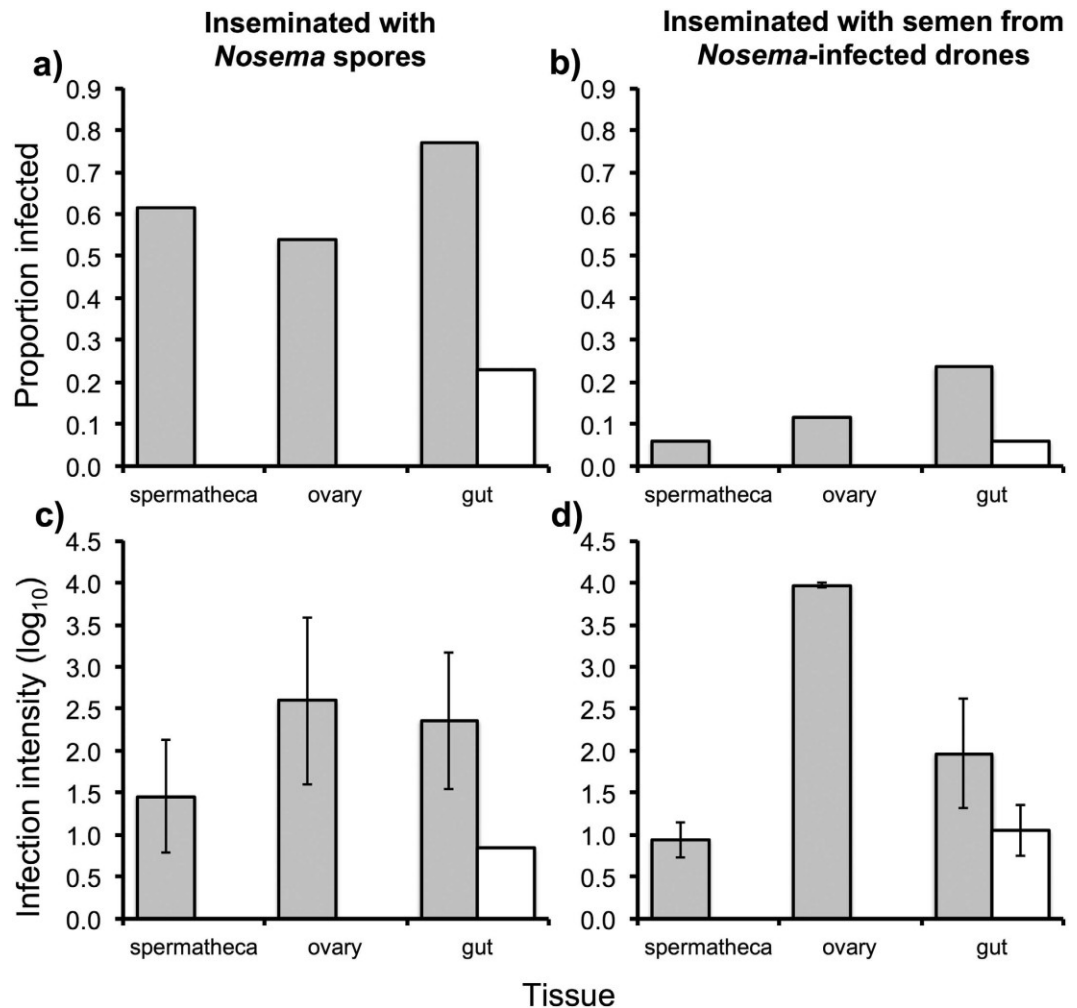 Inseminated with
Nosema spores
Inseminated with semen from
Nosema-infected drones
a)
Proportion infected
0.9
0.8
0.7
0.6
0.5
0.4
0.3
0.2
0.1
0.0
spermatheca ovary gut
b)
0.9
0.8
0.7
0.6
0.5
0.4
0.3
0.2
0.1
0.0
spermatheca ovary gut
c)
Infection intensity (log10)
4.5
4.0
3.5
3.0
2.5
2.0
1.5
1.0
0.5
0.0
spermatheca ovary gut
d)
4.5
4.0
3.5
3.0
2.5
2.0
1.5
1.0
0.5
0.0
spermatheca ovary gut
Tissue